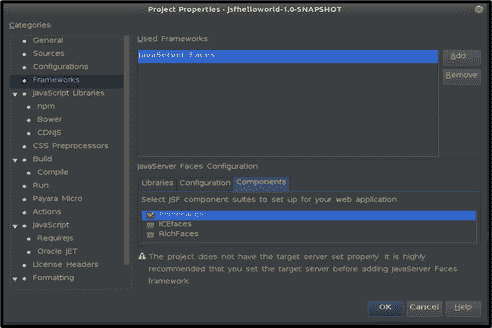 Project Properties - jsfhelloworld-1.0-SNAPSHOT
Categories:
General
Sources
Configurations
Frameworks
JavaScript Libraries
npm
Bower
CDNJS
CSS Preprocessors
Build
Compile
Run
Payara Micro
Actions
JavaScript
RequireJs
Oracle JET
License Headers
Formatting
Used Frameworks:
JavaServer Faces
Add
Remove
JavaServer Faces Configuration
Libraries
Configuration
Components
Select JSF component suites to set up for your web application
ICEfaces
RichFaces
The project does not have the target server set properly. It is highly
recommended that you set the target server before adding JavaServer Faces
framework
OK
Cancel
Help